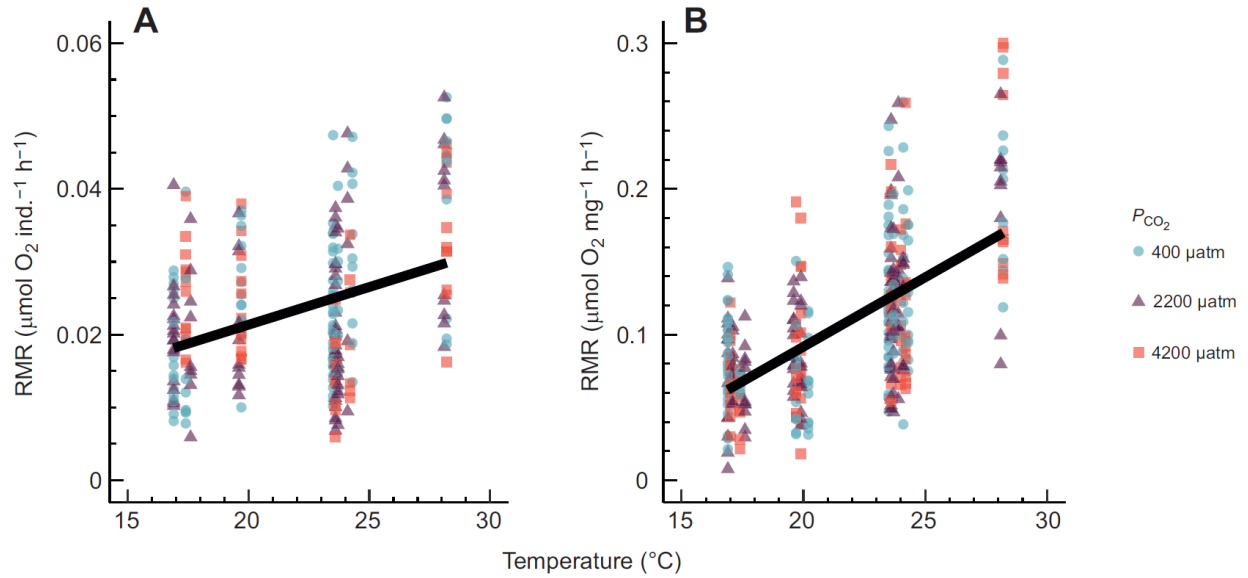 A
B
0.06
0.04
0.02
0
RMR (μmol O₂ ind.⁻¹ h⁻¹)
15 20 25 30
0.3
0.2
0.1
0
RMR (μmol O₂ mg⁻¹ h⁻¹)
15 20 25 30
Temperature (°C)
P_CO₂
400 μatm
2200 μatm
4200 μatm